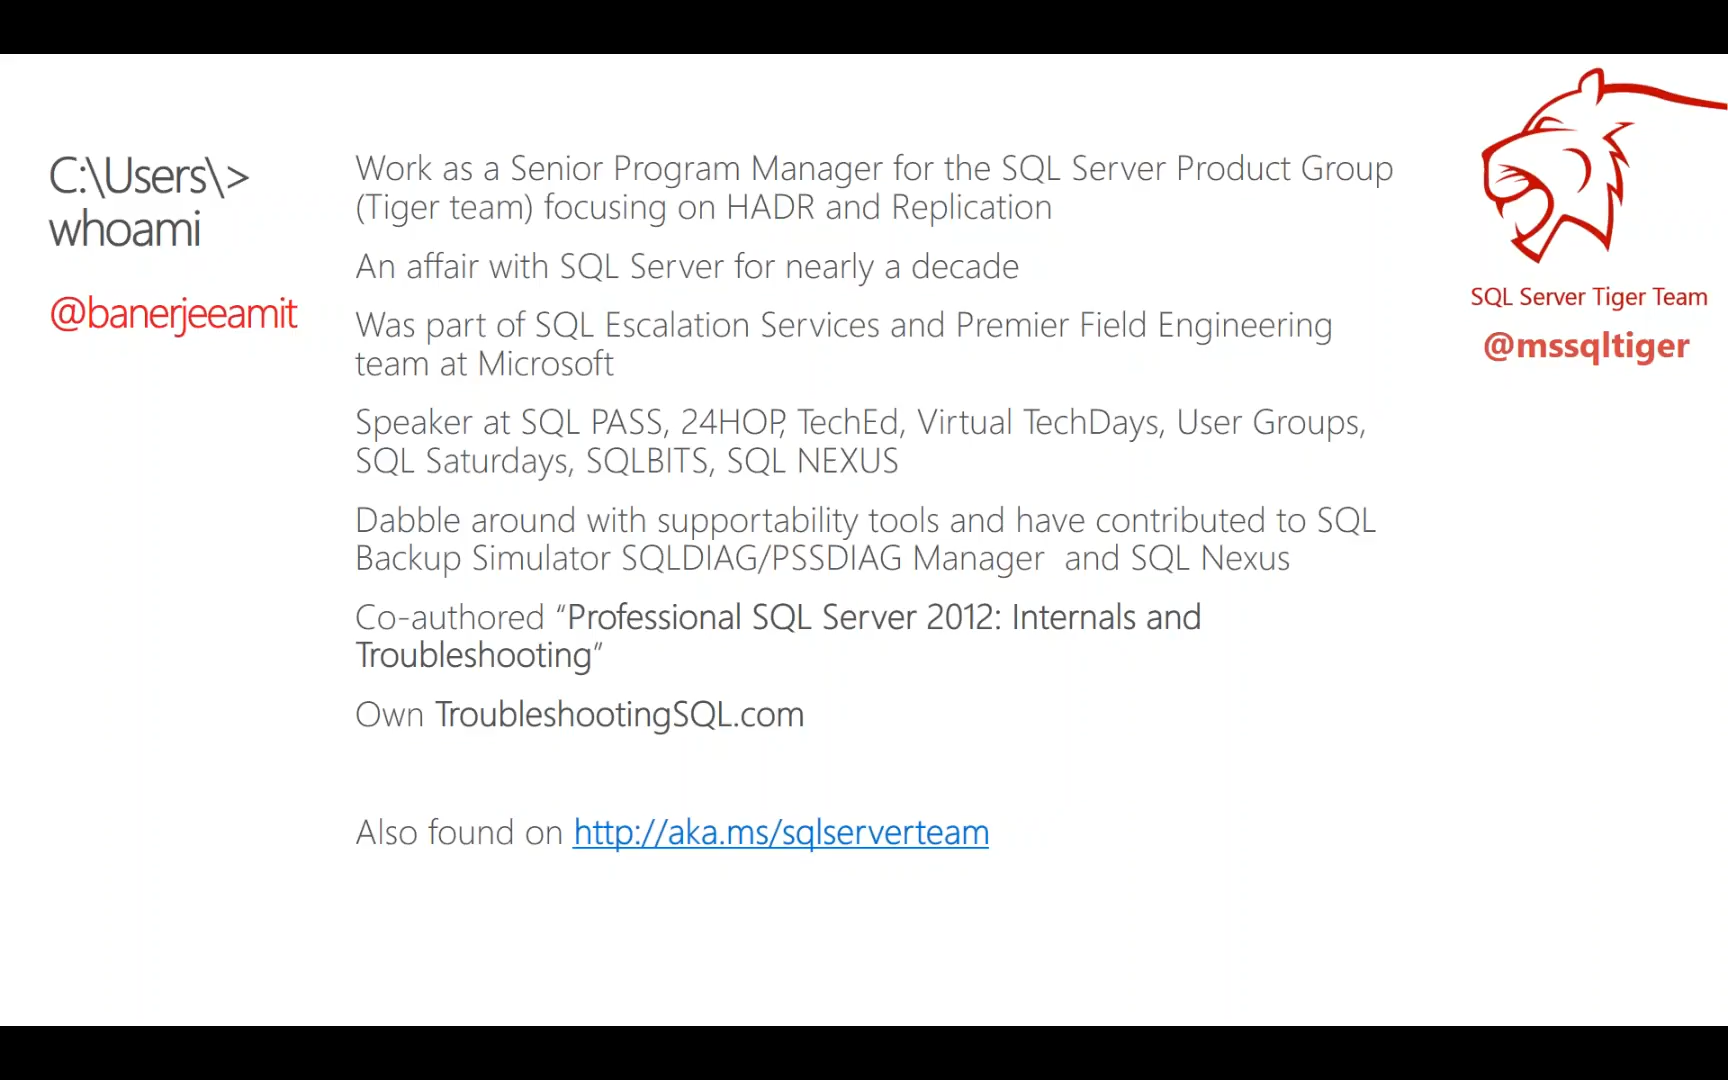 C:\Users\>
whoami
@banerjeeamit
Work as a Senior Program Manager for the SQL Server Product Group
(Tiger team) focusing on HADR and Replication
An affair with SQL Server for nearly a decade
Was part of SQL Escalation Services and Premier Field Engineering
team at Microsoft
Speaker at SQL PASS, 24HOP, TechEd, Virtual TechDays, User Groups,
SQL Saturdays, SQLBITS, SQL NEXUS
Dabble around with supportability tools and have contributed to SQL
Backup Simulator SQLDIAG/PSSDIAG Manager  and SQL Nexus
Co-authored “Professional SQL Server 2012: Internals and
Troubleshooting”
Own TroubleshootingSQL.com
Also found on http://aka.ms/sqlserverteam
SQL Server Tiger Team
@mssqltiger